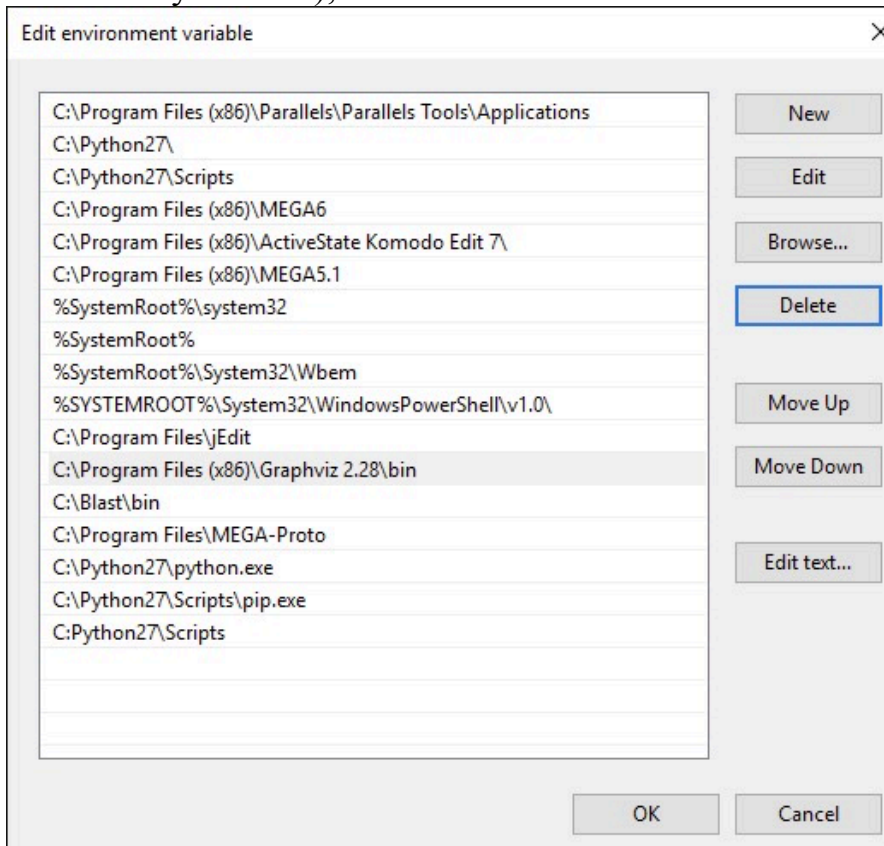 Edit environment variable
C:\Program Files (x86)\Parallels\Parallels Tools\Applications
C:\Python27\
C:\Python27\Scripts
C:\Program Files (x86)\MEGA6
C:\Program Files (x86)\ActiveState Komodo Edit 7\
C:\Program Files (x86)\MEGA5.1
%SystemRoot%\system32
%SystemRoot%
%SystemRoot%\System32\Wbem
%SYSTEMROOT%\System32\WindowsPowerShell\v1.0\
C:\Program Files\jEdit
C:\Program Files (x86)\Graphviz 2.28\bin
C:\Blast\bin
C:\Program Files\MEGA-Proto
C:\Python27\python.exe
C:\Python27\Scripts\pip.exe
C:Python27\Scripts
New
Edit
Browse...
Delete
Move Up
Move Down
Edit text...
OK
Cancel